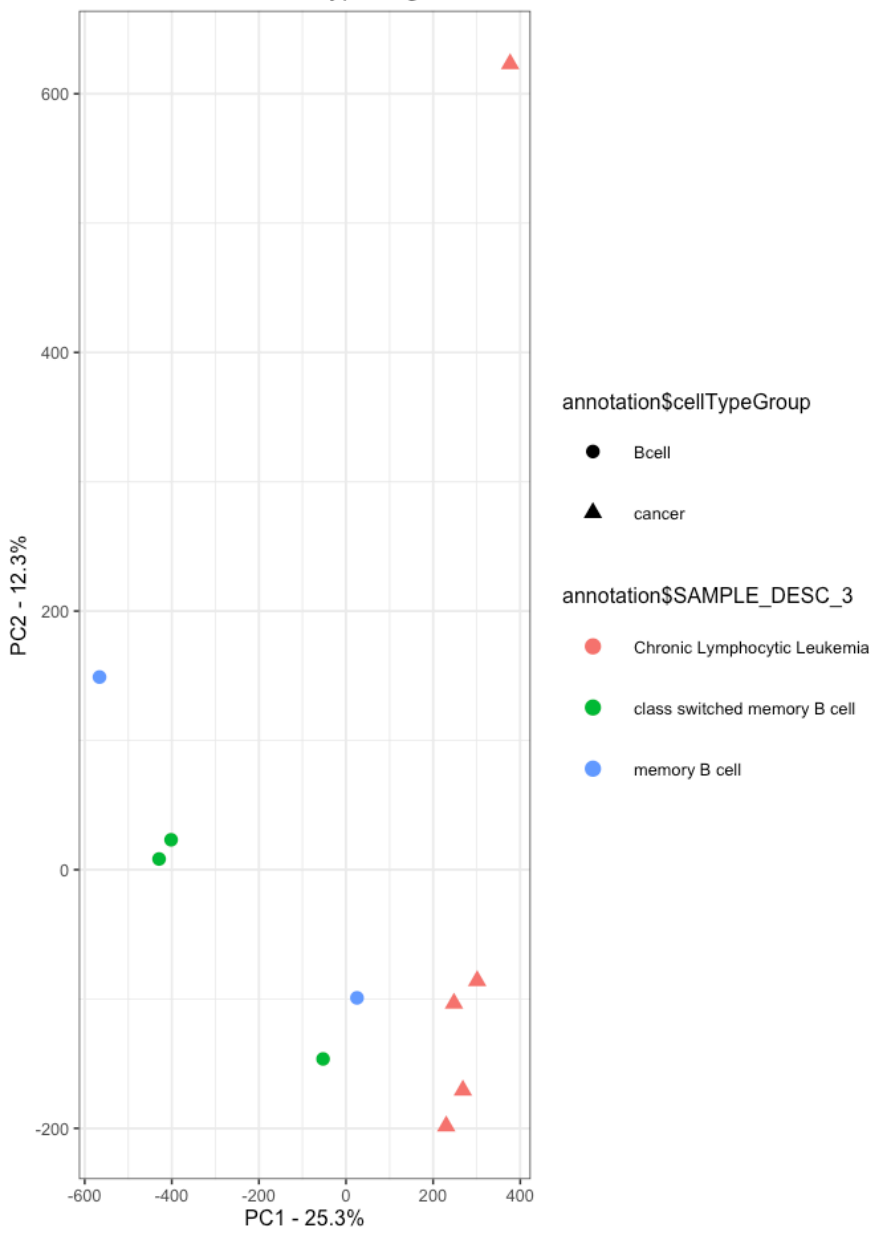 600
400
200
0
-200
-600
-400
-200
0
200
400
PC1 - 25.3%
PC2 - 12.3%
annotation$cellTypeGroup
Bcell
cancer
annotation$SAMPLE_DESC_3
Chronic Lymphocytic Leukemia
class switched memory B cell
memory B cell